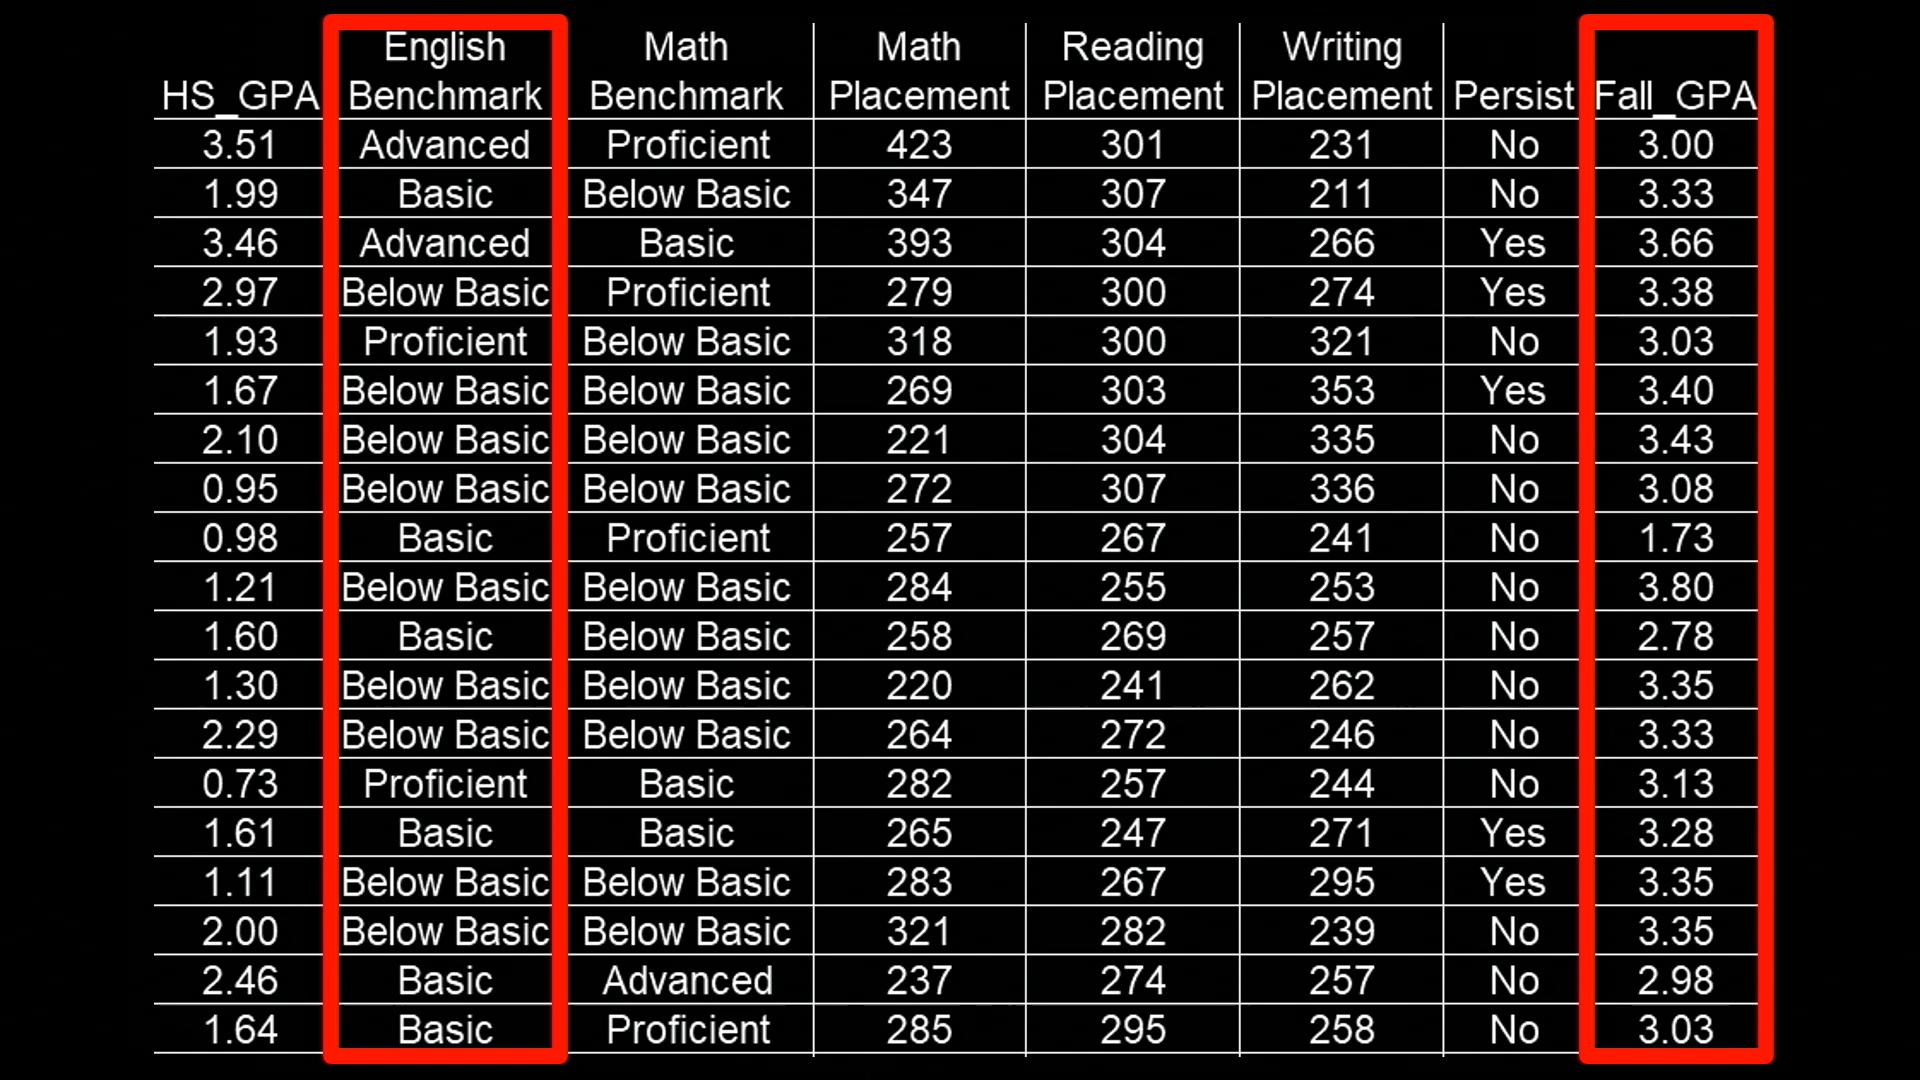 English Math Math Reading Writing
HS_GPA Benchmark Benchmark Placement Placement Placement Persist Fall_GPA
3.51 Advanced Proficient 423 301 231 No 3.00
1.99 Basic Below Basic 347 307 211 No 3.33
3.46 Advanced Basic 393 304 266 Yes 3.66
2.97 Below Basic Proficient 279 300 274 Yes 3.38
1.93 Proficient Below Basic 318 300 321 No 3.03
1.67 Below Basic Below Basic 269 303 353 Yes 3.40
2.10 Below Basic Below Basic 221 304 335 No 3.43
0.95 Below Basic Below Basic 272 307 336 No 3.08
0.98 Basic Proficient 257 267 241 No 1.73
1.21 Below Basic Below Basic 284 255 253 No 3.80
1.60 Basic Below Basic 258 269 257 No 2.78
1.30 Below Basic Below Basic 220 241 262 No 3.35
2.29 Below Basic Below Basic 264 272 246 No 3.33
0.73 Proficient Basic 282 257 244 No 3.13
1.61 Basic Basic 265 247 271 Yes 3.28
1.11 Below Basic Below Basic 283 267 295 Yes 3.35
2.00 Below Basic Below Basic 321 282 239 No 3.35
2.46 Basic Advanced 237 274 257 No 2.98
1.64 Basic Proficient 285 295 258 No 3.03